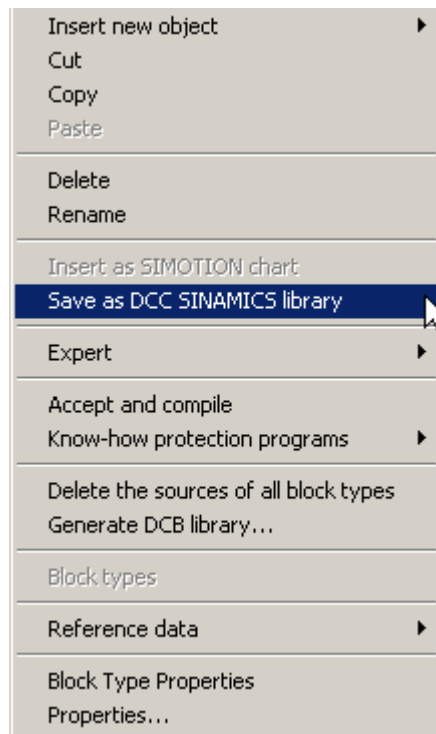 Insert new object
Cut
Copy
Paste
Delete
Rename
Insert as SIMOTION chart
Save as DCC SINAMICS library
Expert
Accept and compile
Know-how protection programs
Delete the sources of all block types
Generate DCB library...
Block types
Reference data
Block Type Properties
Properties...